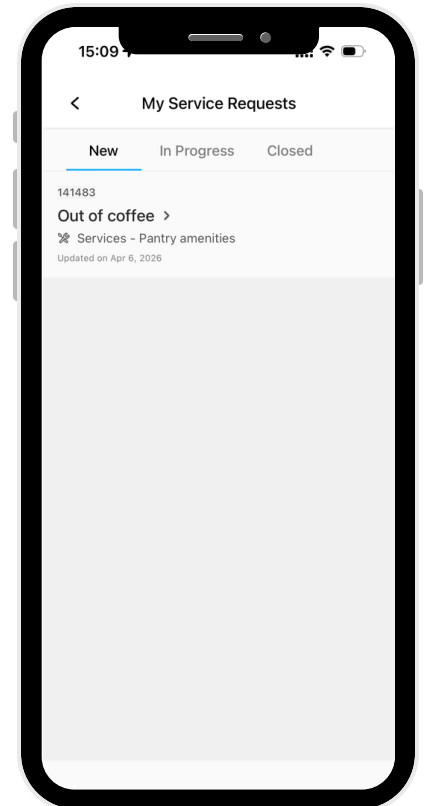 15:09
My Service Requests
New In Progress Closed
141483
Out of coffee
Services - Pantry amenities
Updated on Apr 6, 2026